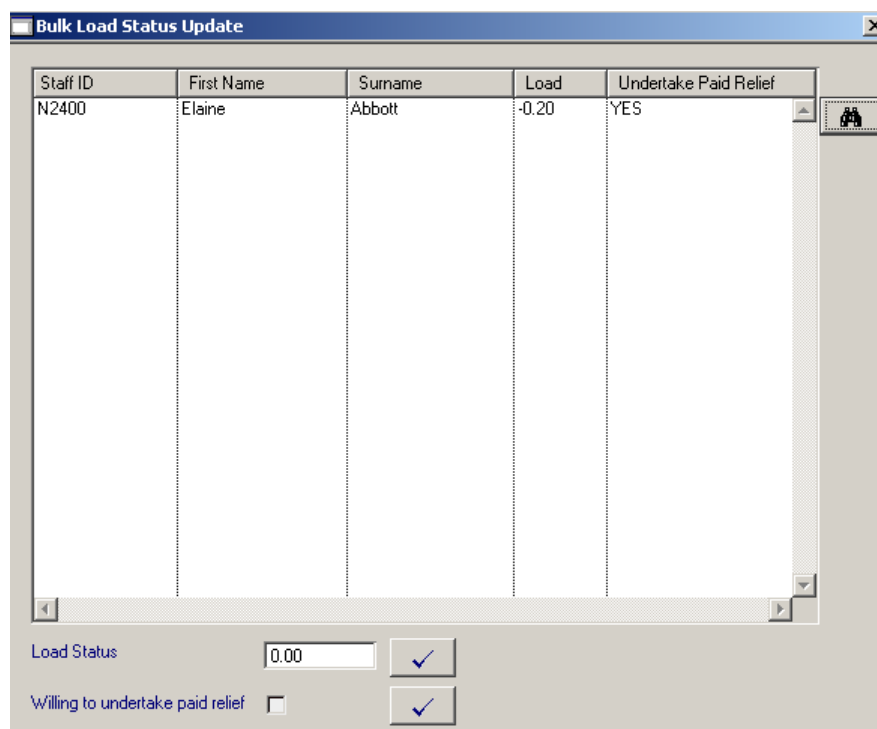 Bulk Load Status Update
Staff ID First Name Surname Load Undertake Paid Relief
N2400 Elaine Abbott -0.20 YES
Load Status 0.00
Willing to undertake paid relief